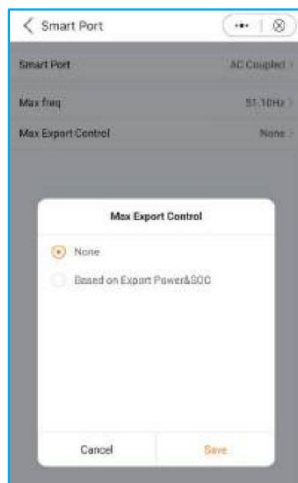 Smart Port
Smart Port AC Coupled
Max freq 51.10Hz
Max Export Control None
Max Export Control
None
Based on Export Power&SOC
Cancel Save